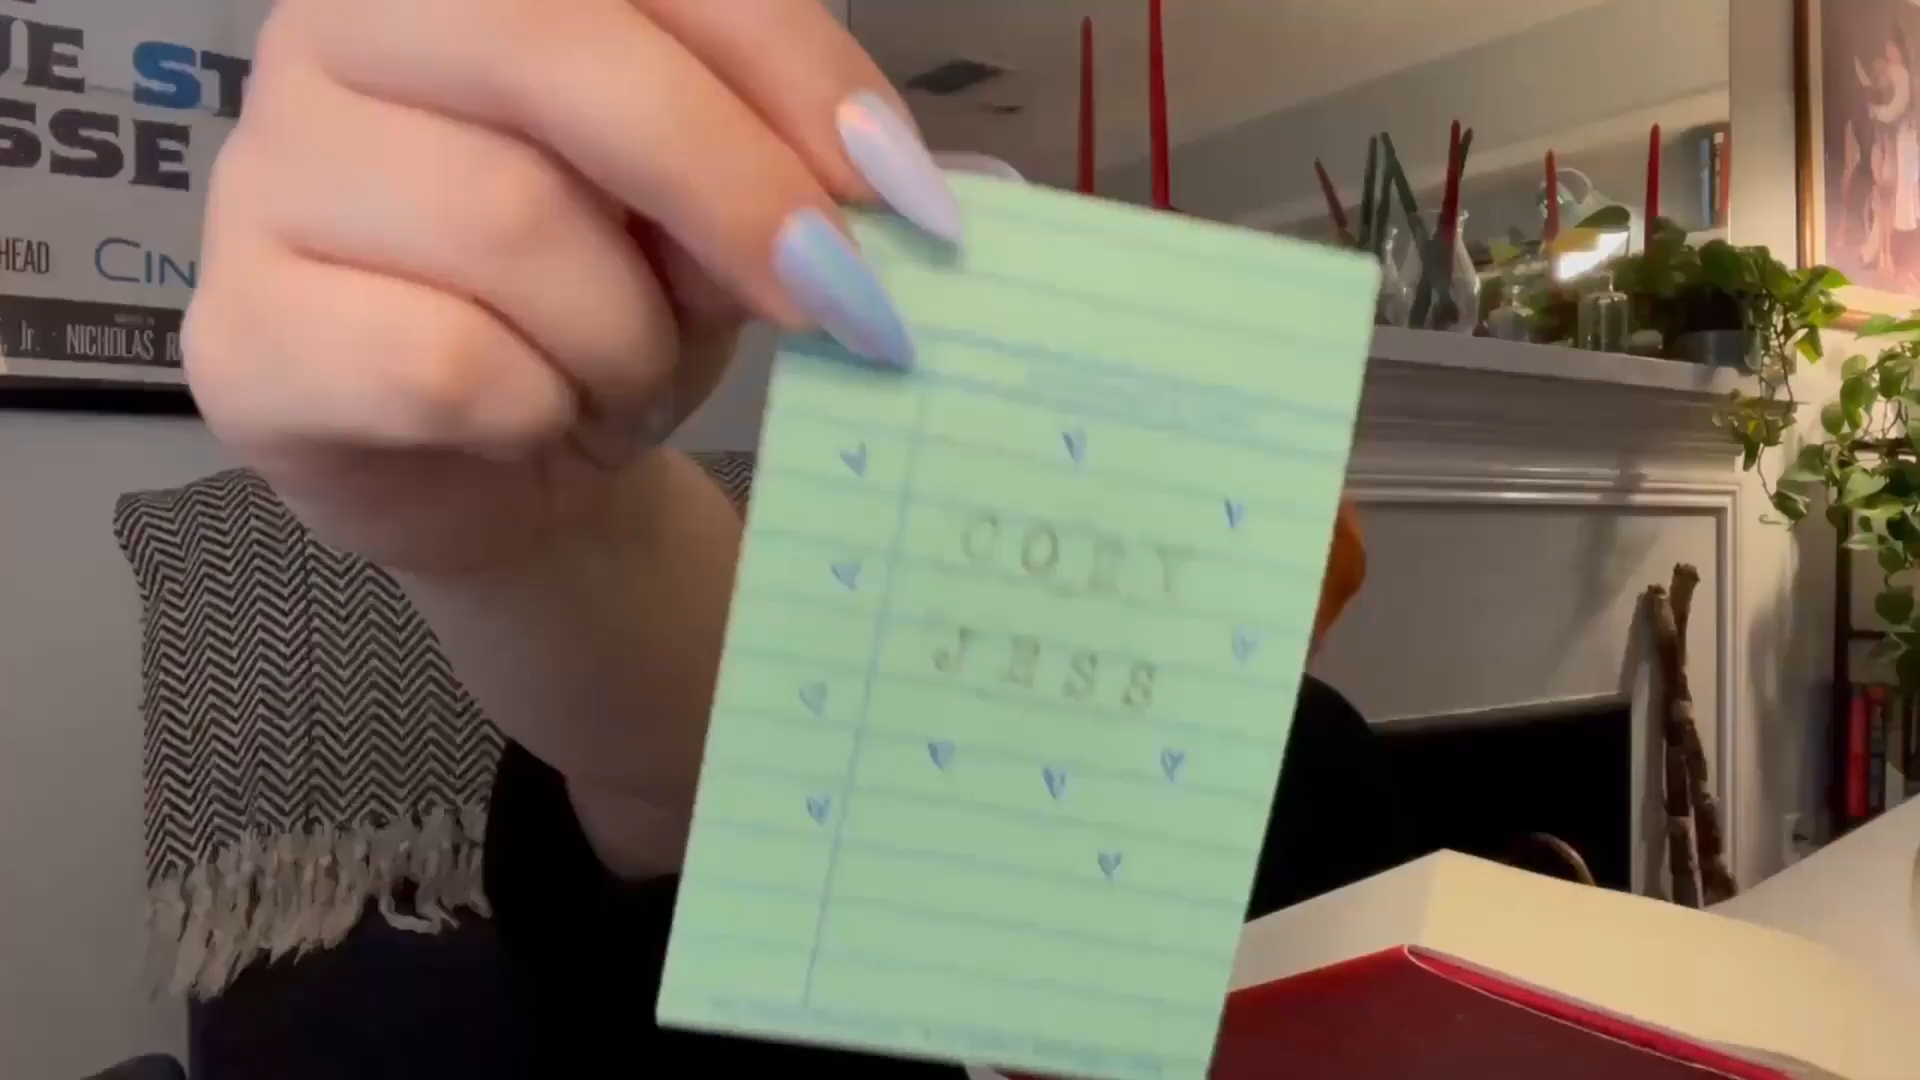 UE ST
SSE
HEAD CIN
, Jr. · NICHOLAS R
CORY
JESS